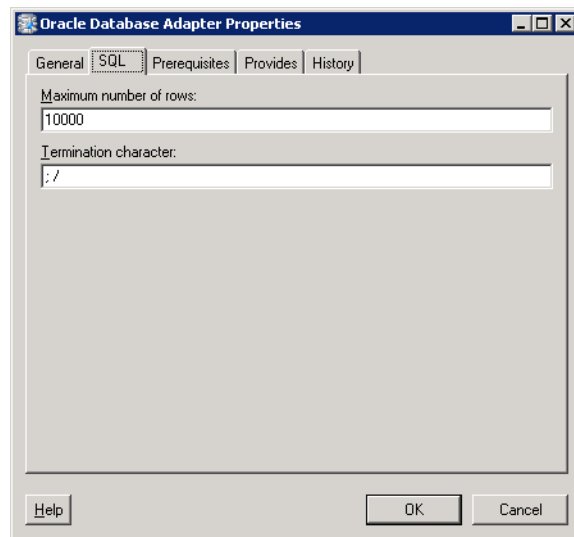 Oracle Database Adapter Properties
General SQL Prerequisites Provides History
Maximum number of rows:
10000
Termination character:
; /
Help OK Cancel